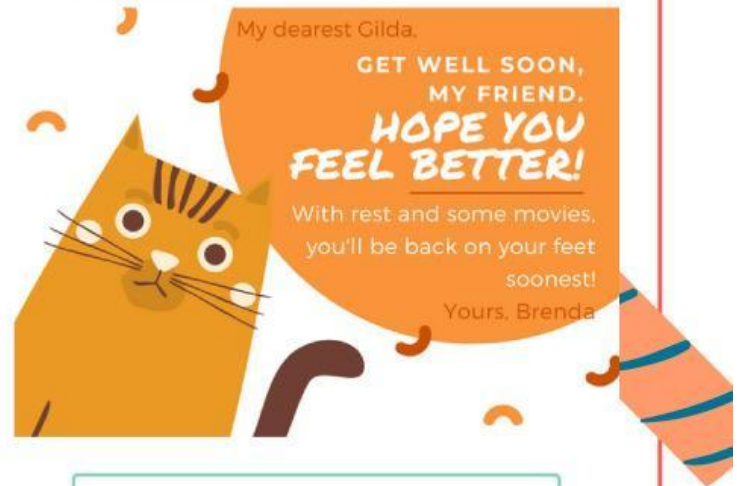 My dearest Gilda,
GET WELL SOON,
MY FRIEND.
HOPE YOU
FEEL BETTER!
With rest and some movies,
you'll be back on your feet
soonest!
Yours, Brenda